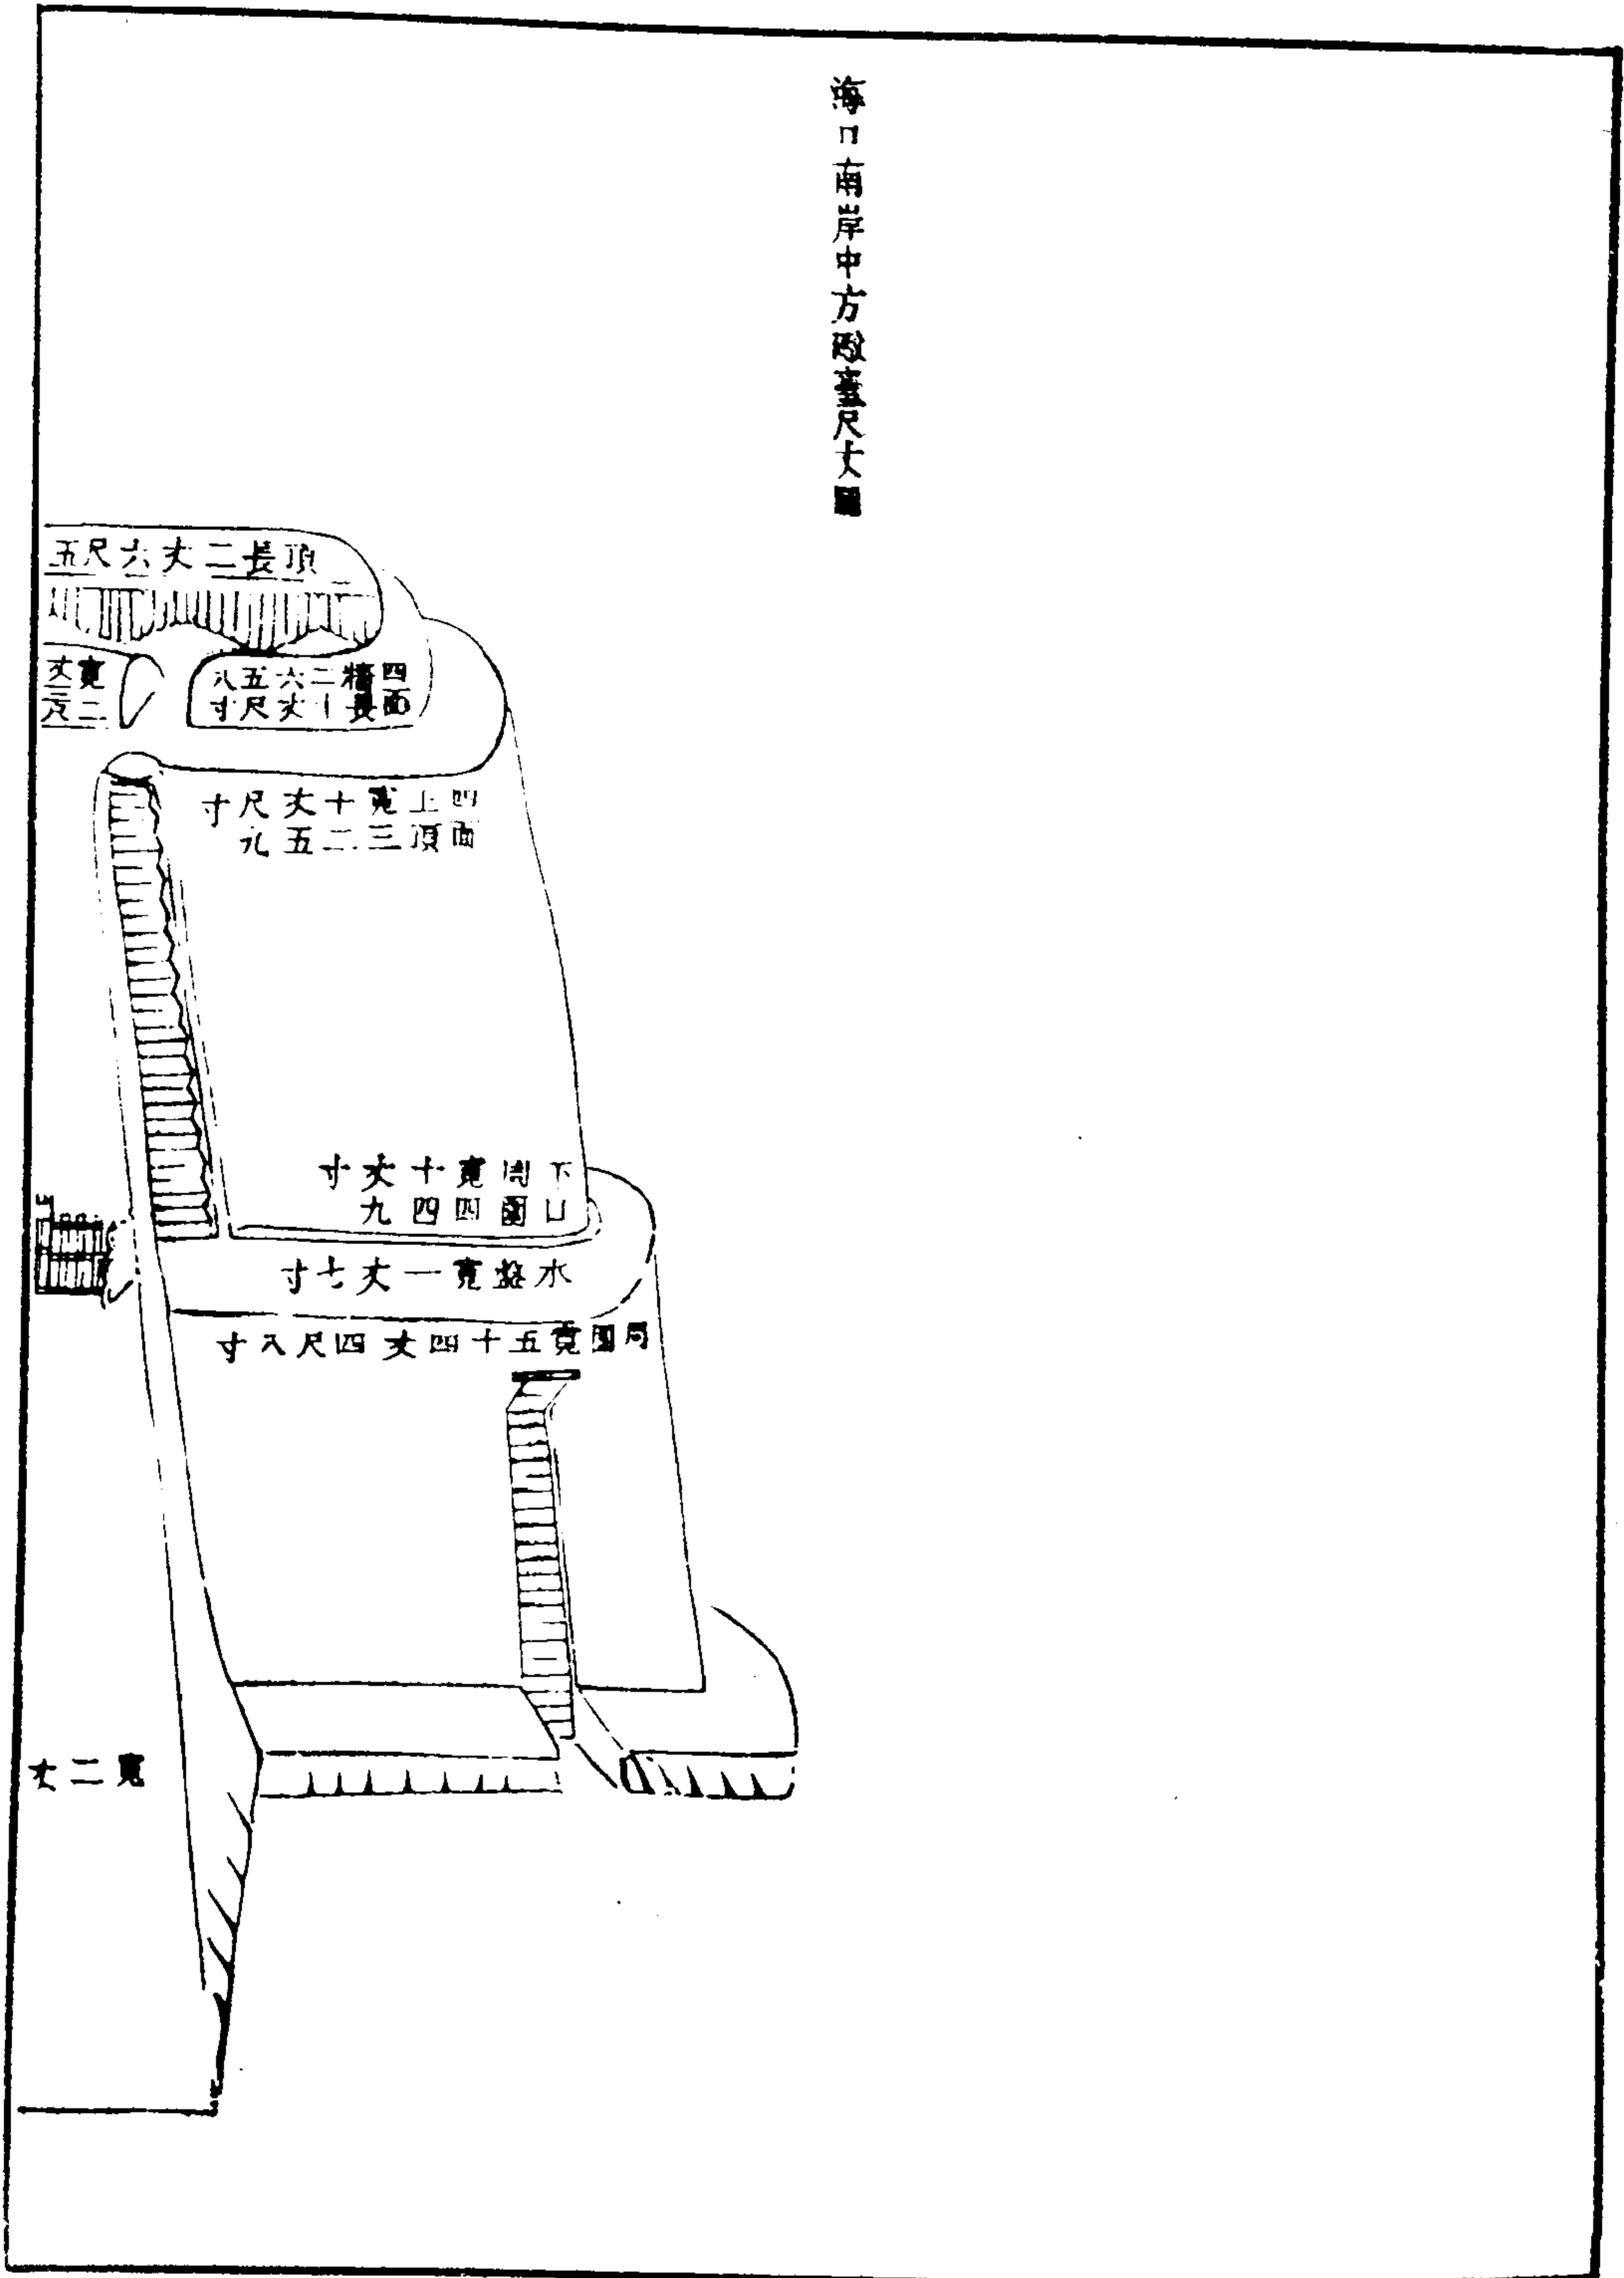 海口南岸中方礮臺尺丈圖
頂長二丈六尺五
四面牆長二十六丈五尺八寸
寬二丈
四面上頂寬三十二丈五尺九寸
下口周圍寬四十四丈九寸
水盤寬一丈七寸
周圍寬五十四丈四尺八寸
寬二丈